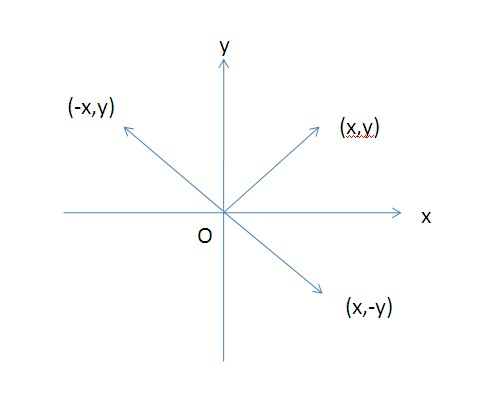 y
(-x,y)
(x,y)
x
O
(x,-y)